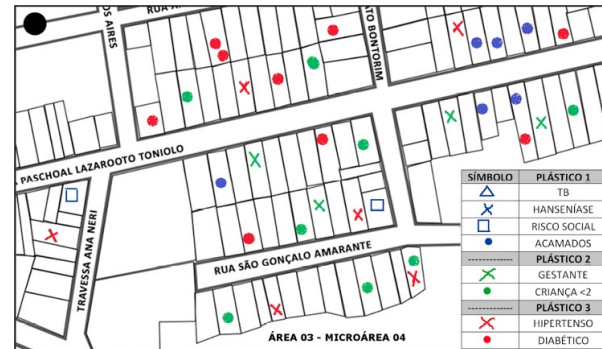 OS AIRES
RUA
ATO BONTORIM
A PASCHOAL LAZAROOTO TONIOLO
TRAVESSA ANA NERI
RUA SÃO GONÇALO AMARANTE
ÁREA 03 - MICROÁREA 04
SÍMBOLO PLÁSTICO 1
TB
HANSENÍASE
RISCO SOCIAL
ACAMADOS
------------- PLÁSTICO 2
GESTANTE
CRIANÇA <2
------------- PLÁSTICO 3
HIPERTENSO
DIABÉTICO